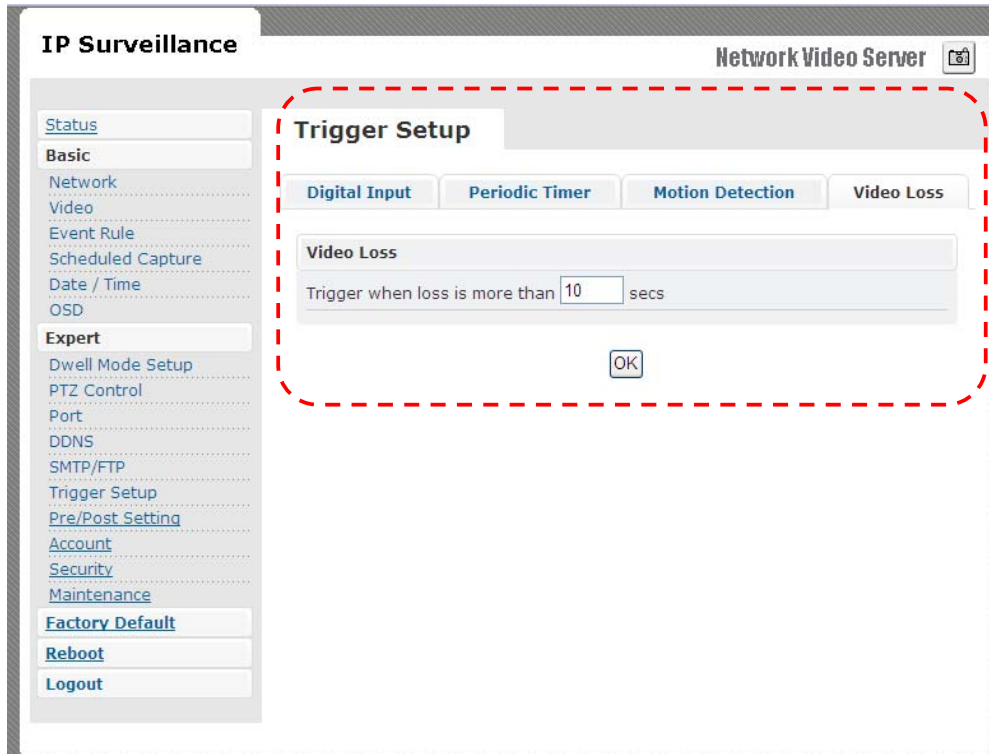 IP Surveillance
Network Video Server
Status
Basic
Network
Video
Event Rule
Scheduled Capture
Date / Time
OSD
Expert
Dwell Mode Setup
PTZ Control
Port
DDNS
SMTP/FTP
Trigger Setup
Pre/Post Setting
Account
Security
Maintenance
Factory Default
Reboot
Logout
Trigger Setup
Digital Input Periodic Timer Motion Detection Video Loss
Video Loss
Trigger when loss is more than 10 secs
OK